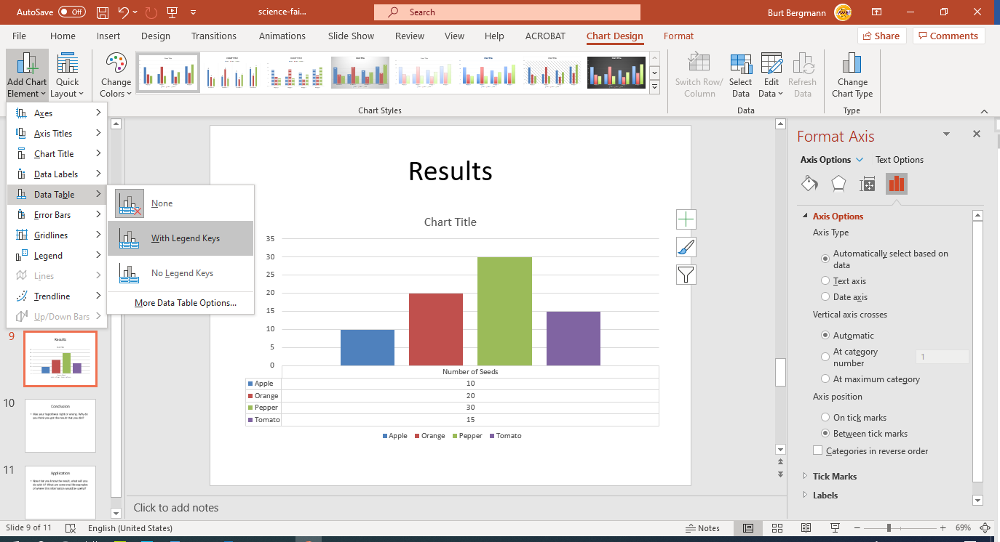 AutoSave Off science-fai... Search Burt Bergmann
File Home Insert Design Transitions Animations Slide Show Review View Help ACROBAT Chart Design Format Share Comments
Add Chart Element
Quick Layout
Change Colors
Switch Row/ Column
Select Data
Edit Data
Refresh Data
Change Chart Type
Chart Styles Data Type
Axes
Axis Titles
Chart Title
Data Labels
Data Table
Error Bars
Gridlines
Legend
Lines
Trendline
Up/Down Bars
None
With Legend Keys
No Legend Keys
More Data Table Options...
9
Results
10
Conclusion
• Was your hypothesis right or wrong. Why do you think you got the result that you did?
11
Application
• Now that you know the result, what will you do with it? What are some real life examples of where this information would be useful?
Results
Chart Title
35
30
25
20
15
10
5
0
Number of Seeds
Apple 10
Orange 20
Pepper 30
Tomato 15
Apple Orange Pepper Tomato
Click to add notes
Format Axis
Axis Options Text Options
Axis Options
Axis Type
Automatically select based on
data
Text axis
Date axis
Vertical axis crosses
Automatic
At category
number
1
At maximum category
Axis position
On tick marks
Between tick marks
Categories in reverse order
Tick Marks
Labels
Slide 9 of 11 English (United States) Notes 69%